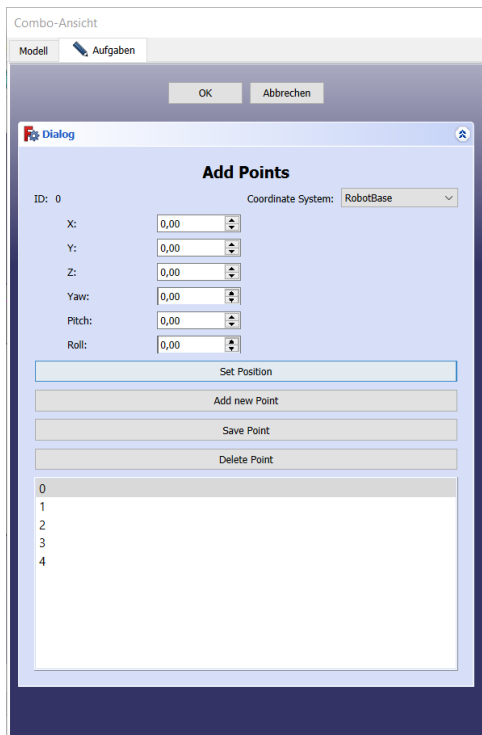 Combo-Ansicht
Modell Aufgaben
OK Abbrechen
Dialog
Add Points
ID: 0 Coordinate System: RobotBase
X: 0,00
Y: 0,00
Z: 0,00
Yaw: 0,00
Pitch: 0,00
Roll: 0,00
Set Position
Add new Point
Save Point
Delete Point
0
1
2
3
4